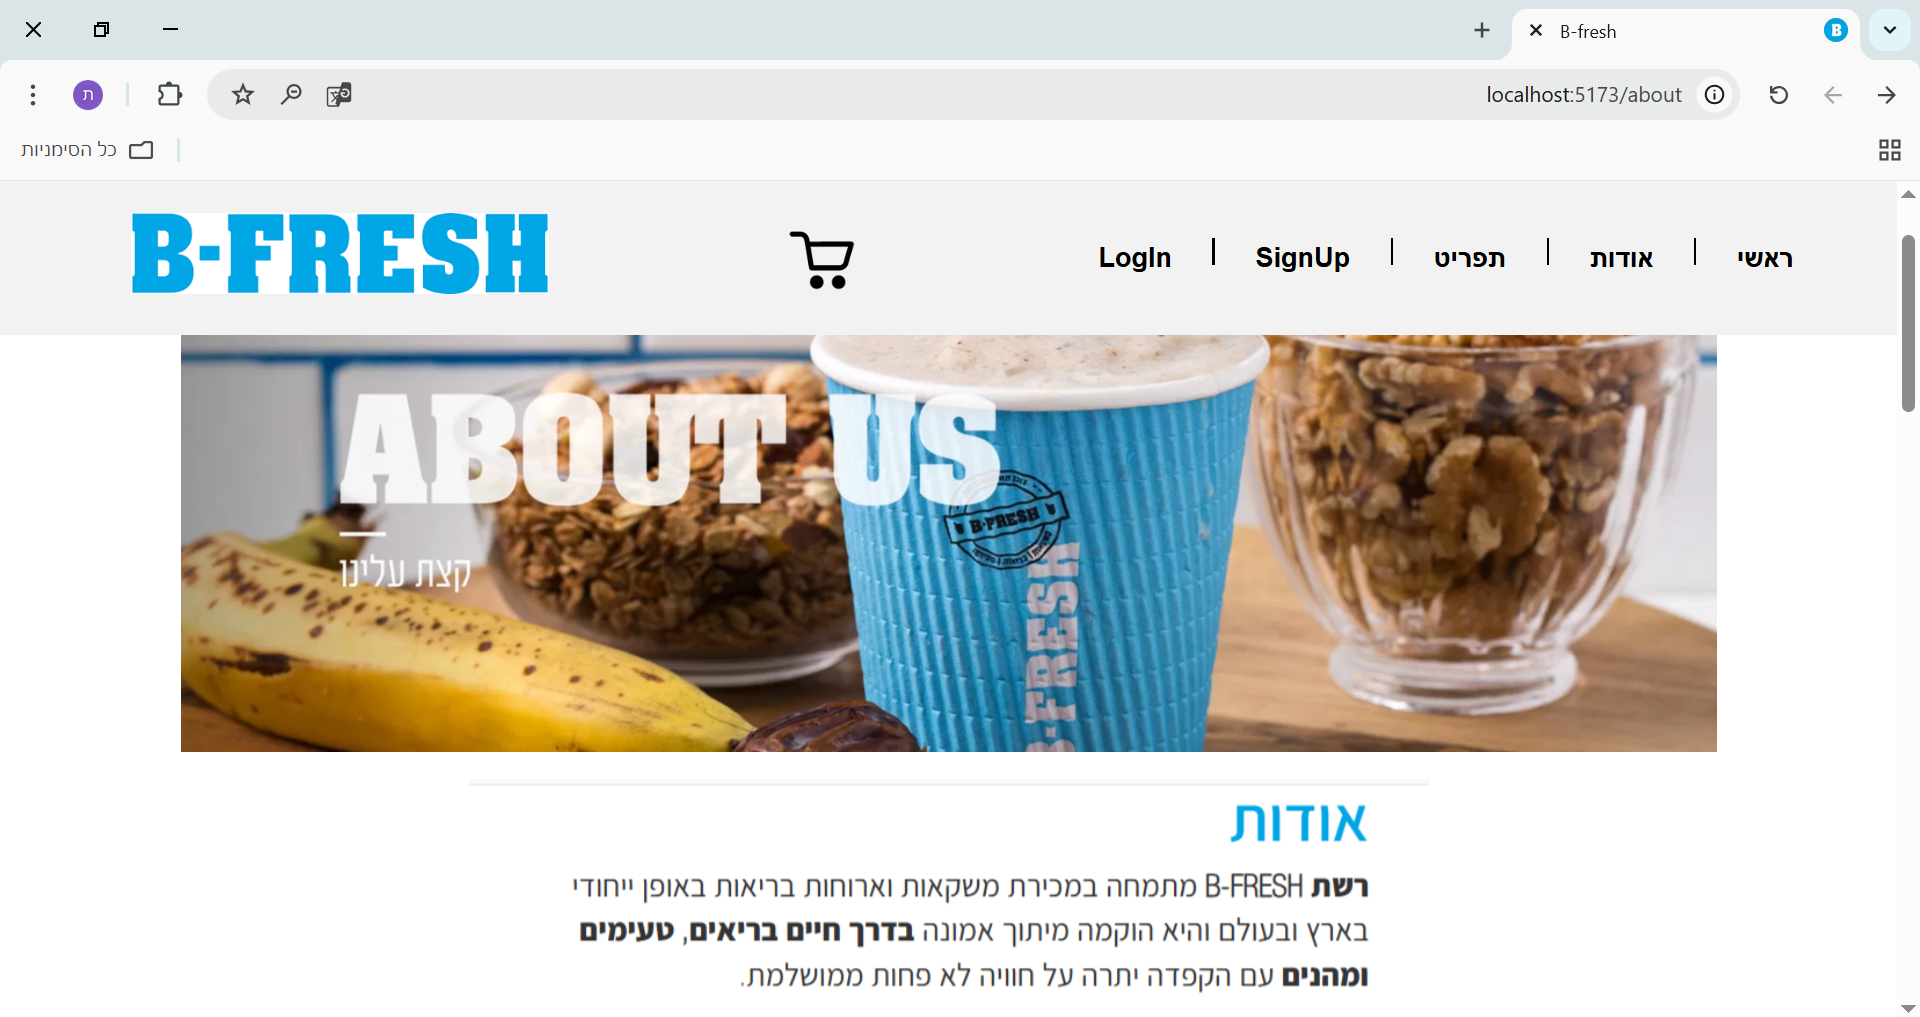 B-fresh
localhost:5173/about
ת
כל הסימניות
B-FRESH
ראשי
אודות
תפריט
SignUp
LogIn
ABOUT US
קצת עלינו
B-FRESH
B-FRESH
אודות
רשת B-FRESH מתמחה במכירת משקאות וארוחות בריאות באופן ייחודי
בארץ ובעולם והיא הוקמה מיתוך אמונה בדרך חיים בריאים, טעימים
ומהנים עם הקפדה יתרה על חוויה לא פחות ממושלמת.